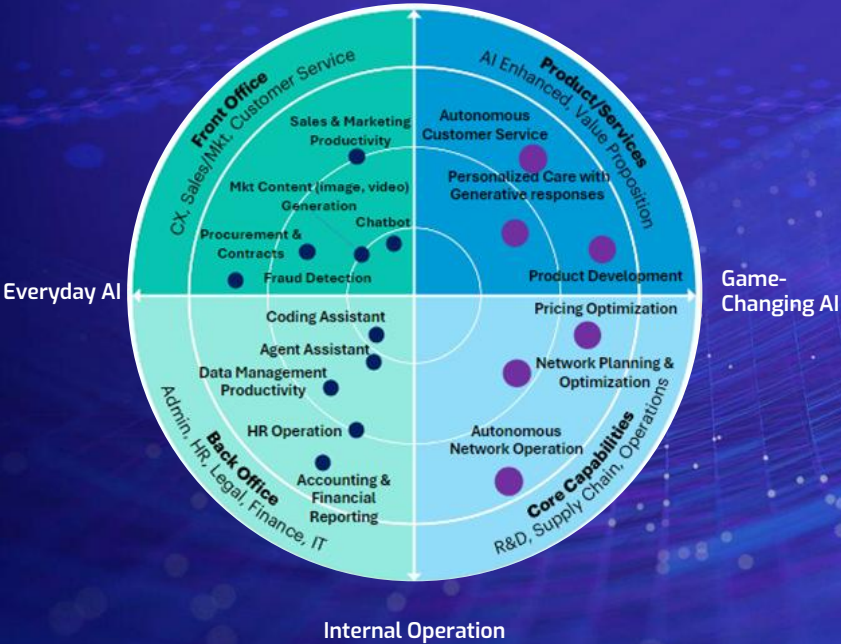 Front Office
CX, Sales/Mkt, Customer Service
Product/Services
AI Enhanced, Value Proposition
Sales & Marketing
Productivity
Mkt Content (image, video)
Generation
Chatbot
Procurement &
Contracts
Fraud Detection
Autonomous
Customer Service
Personalized Care with
Generative responses
Product Development
Everyday AI
Game-
Changing AI
Coding Assistant
Agent Assistant
Data Management
Productivity
HR Operation
Accounting &
Financial
Reporting
Pricing Optimization
Network Planning &
Optimization
Autonomous
Network Operation
Back Office
Admin, HR, Legal, Finance, IT
Core Capabilities
R&D, Supply Chain, Operations
Internal Operation